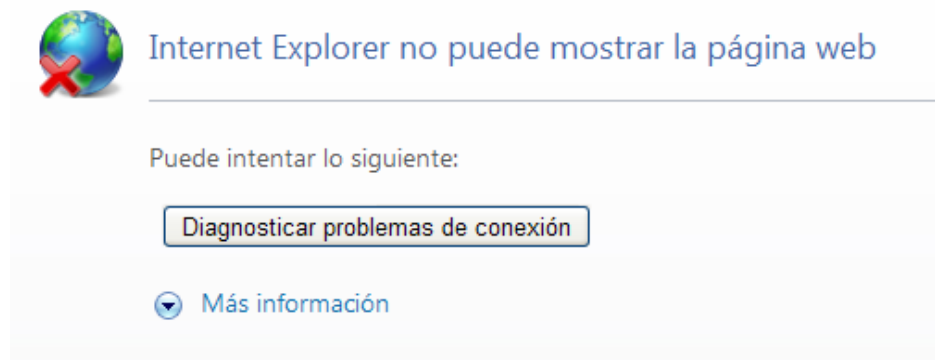 Internet Explorer no puede mostrar la página web
Puede intentar lo siguiente:
Diagnosticar problemas de conexión
Más información